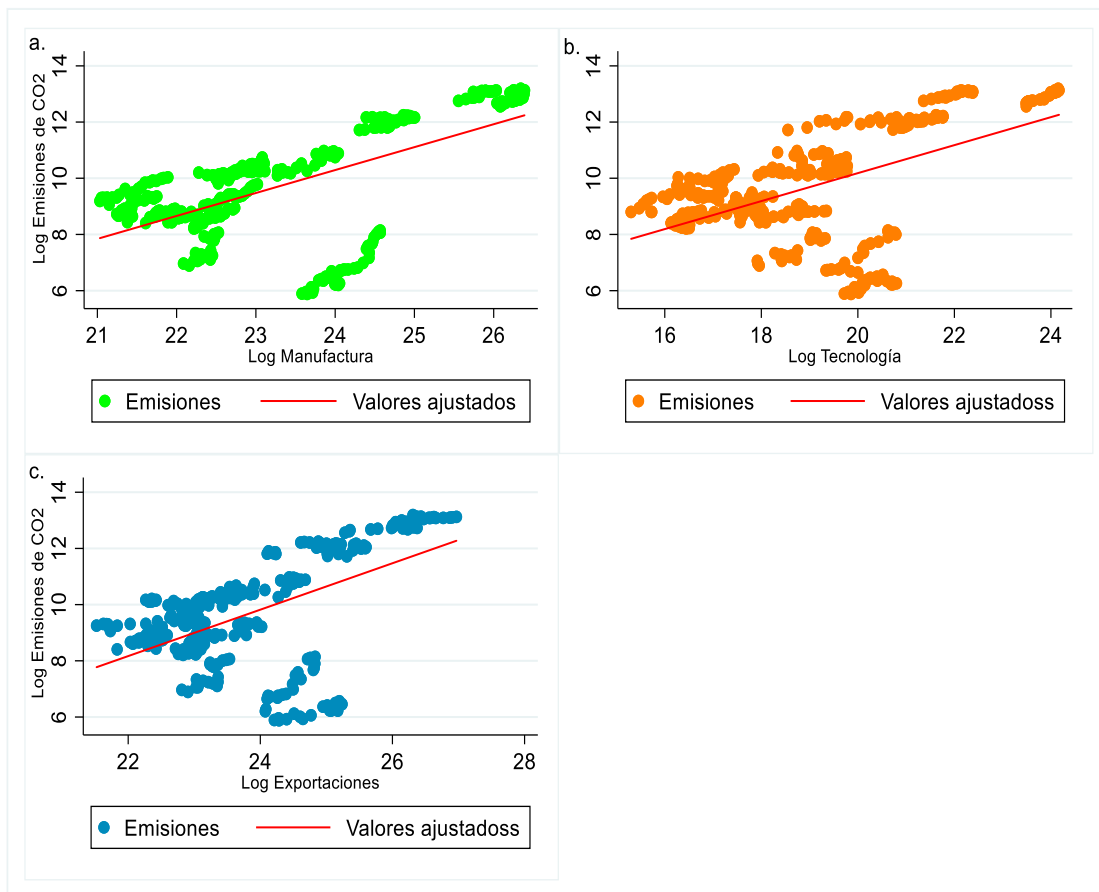 a.
Log Emisiones de CO2
14
12
10
8
6
21 22 23 24 25 26
Log Manufactura
Emisiones Valores ajustados
b.
14
12
10
8
6
16 18 20 22 24
Log Tecnología
Emisiones Valores ajustadoss
c.
Log Emisiones de CO2
14
12
10
8
6
22 24 26 28
Log Exportaciones
Emisiones Valores ajustadoss